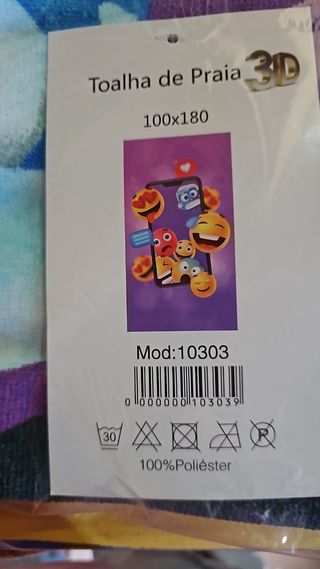 Toalha de Praia 3D
100x180
Mod:10303
0 000000 103039
30
P
100%Poliéster